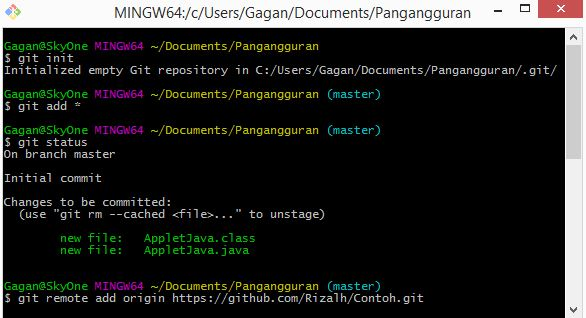 MINGW64:/c/Users/Gagan/Documents/Pangangguran
Gagan@SkyOne MINGW64 ~/Documents/Pangangguran
$ git init
Initialized empty Git repository in C:/Users/Gagan/Documents/Pangangguran/.git/
Gagan@SkyOne MINGW64 ~/Documents/Pangangguran (master)
$ git add *
Gagan@SkyOne MINGW64 ~/Documents/Pangangguran (master)
$ git status
On branch master
Initial commit
Changes to be committed:
  (use "git rm --cached <file>..." to unstage)
        new file:   AppletJava.class
        new file:   AppletJava.java
Gagan@SkyOne MINGW64 ~/Documents/Pangangguran (master)
$ git remote add origin https://github.com/Rizalh/Contoh.git